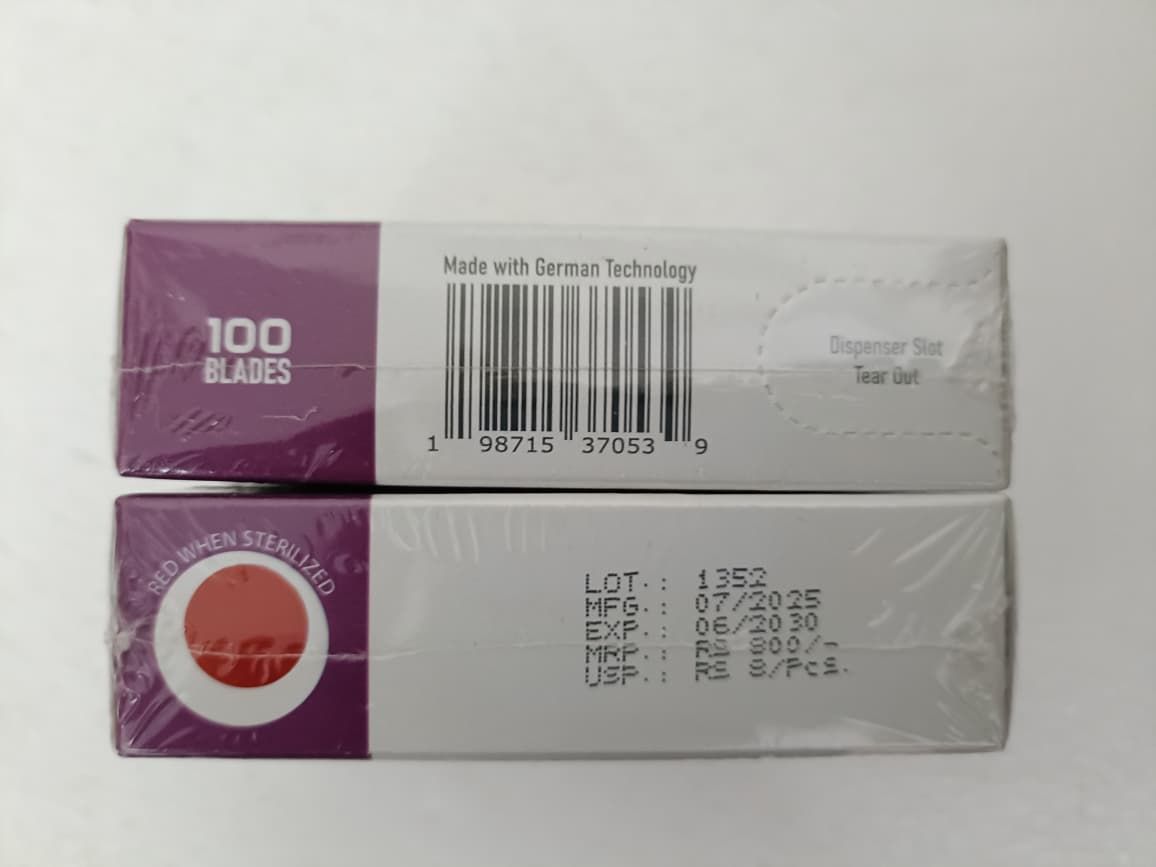 Made with German Technology
100
BLADES
Dispenser Slot
Tear Out
1 98715 37053 9
RED WHEN STERILIZED
LOT.: 1352
MFG.: 07/2025
EXP.: 06/2030
MRP.: RS 800/-
USP.: RS 8/Pcs.